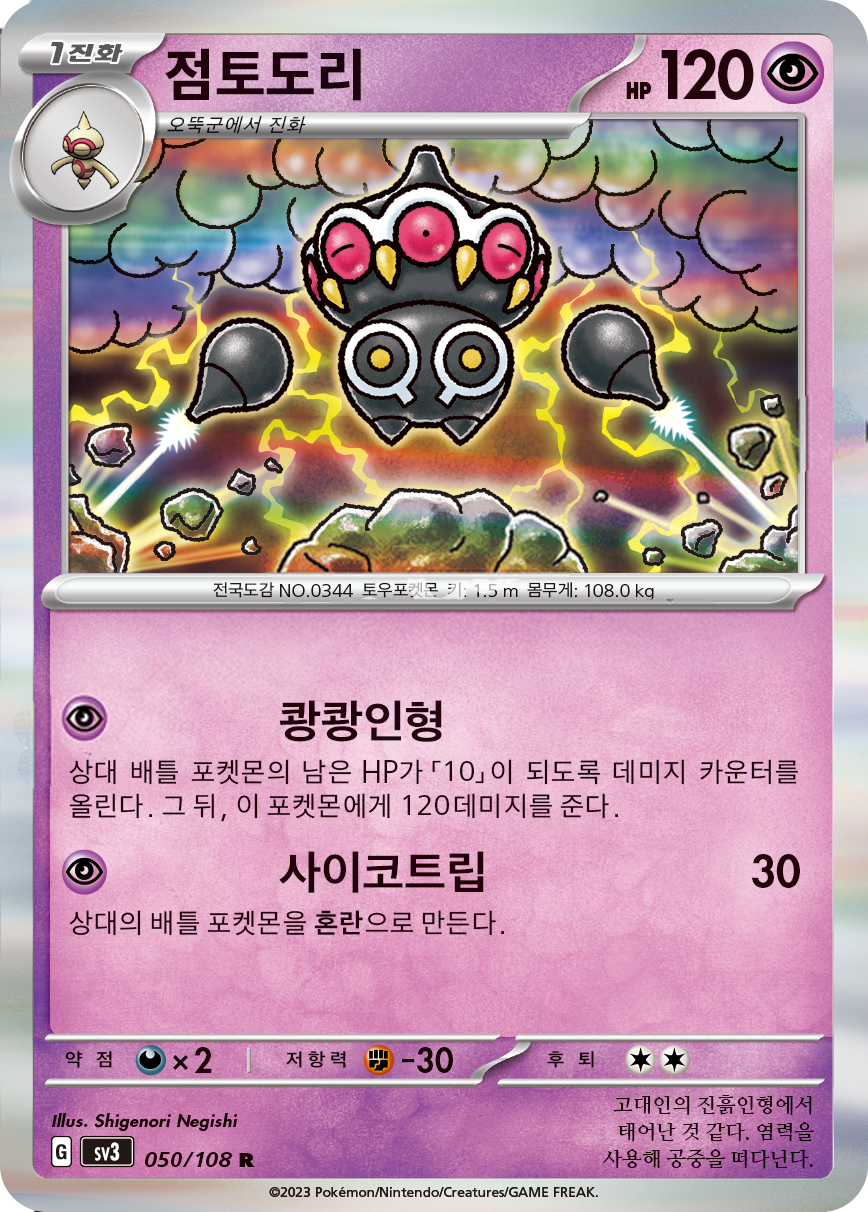 1진화
점토도리
HP 120
오뚝군에서 진화
전국도감 NO.0344 토우포켓몬 키: 1.5 m 몸무게: 108.0 kg
쾅쾅인형
상대 배틀 포켓몬의 남은 HP가 「10」이 되도록 데미지 카운터를
올린다. 그 뒤, 이 포켓몬에게 120데미지를 준다.
사이코트립 30
상대의 배틀 포켓몬을 혼란으로 만든다.
약 점 ×2 저항력 -30 후 퇴
Illus. Shigenori Negishi
G sv3 050/108 R
고대인의 진흙인형에서
태어난 것 같다. 염력을
사용해 공중을 떠다닌다.
©2023 Pokémon/Nintendo/Creatures/GAME FREAK.